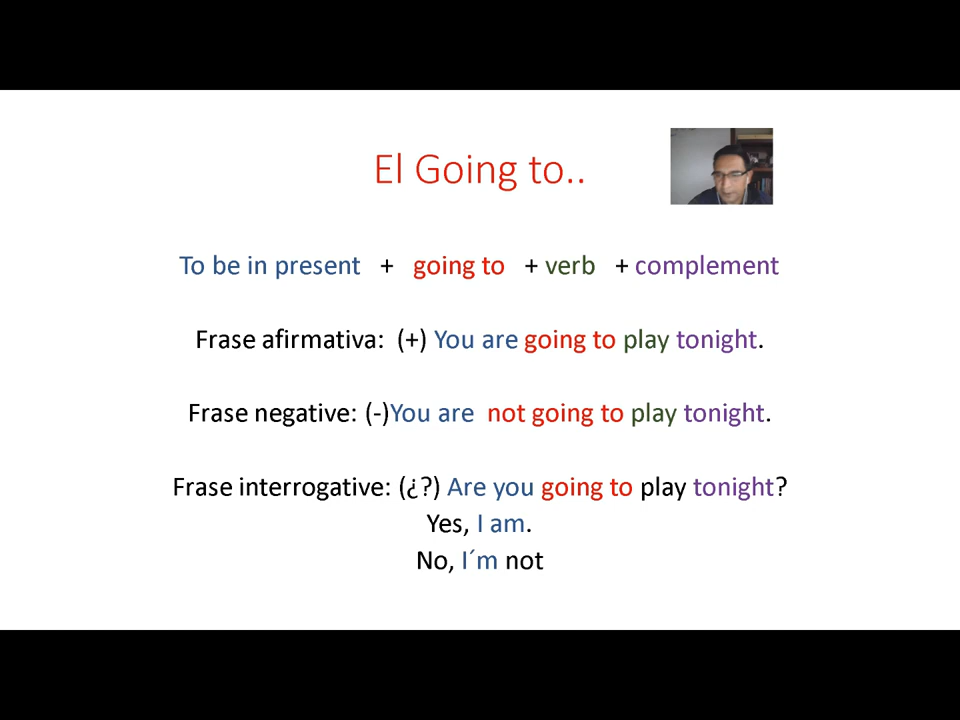 El Going to..
To be in present + going to + verb + complement
Frase afirmativa: (+) You are going to play tonight.
Frase negative: (-)You are not going to play tonight.
Frase interrogative: (¿?) Are you going to play tonight?
Yes, I am.
No, I´m not